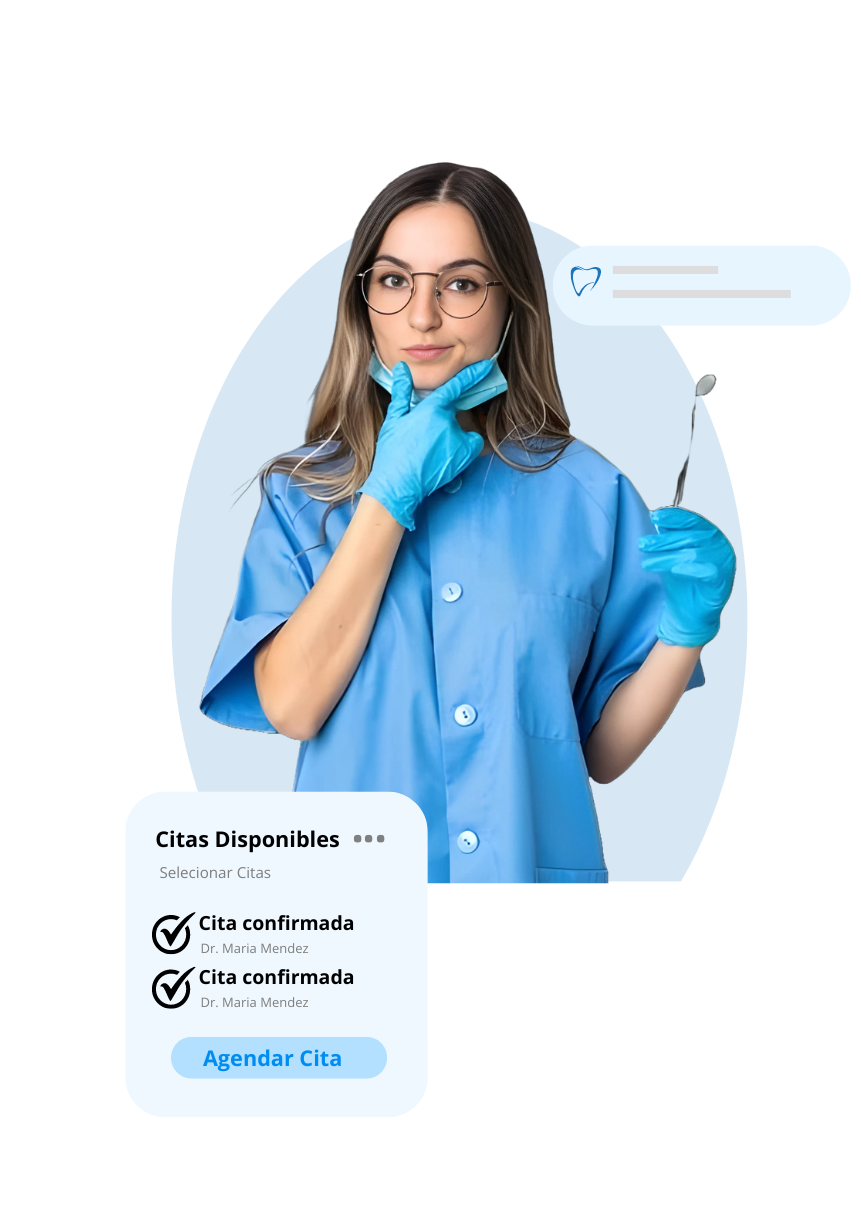 Citas Disponibles
Selecionar Citas
Cita confirmada
Dr. Maria Mendez
Cita confirmada
Dr. Maria Mendez
Agendar Cita